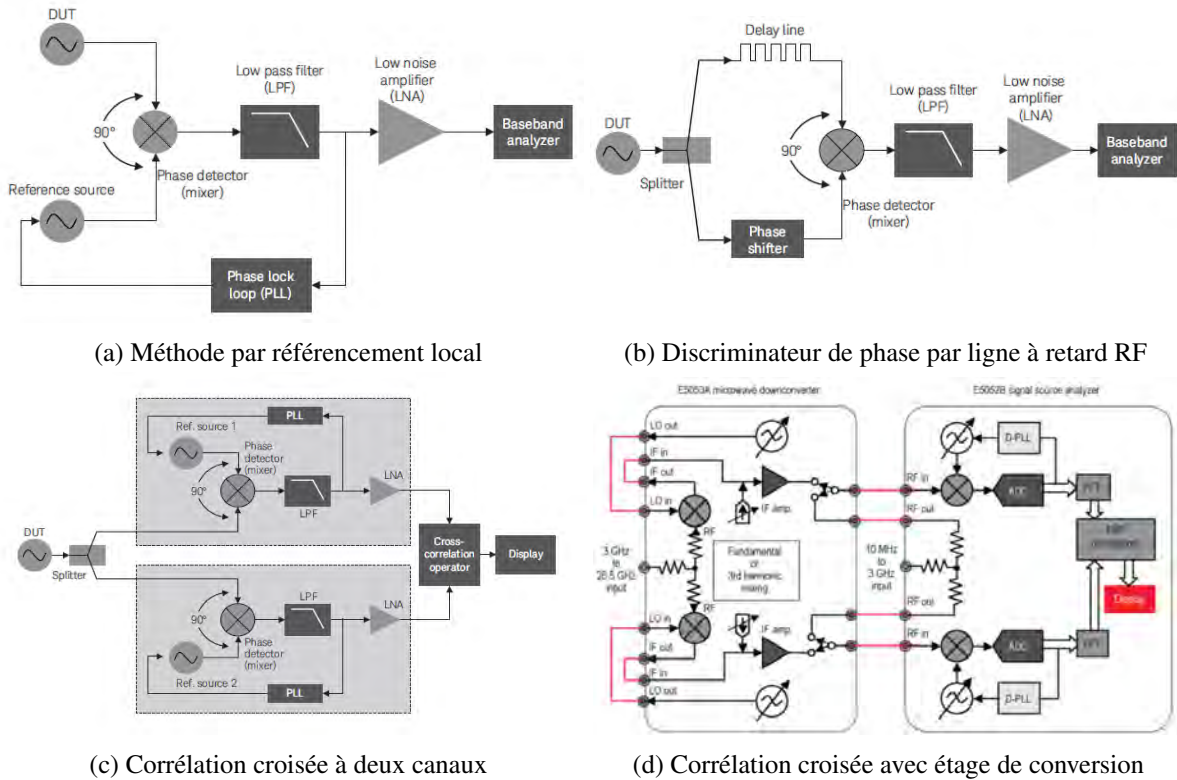 DUT
90°
Phase detector
(mixer)
Reference source
Low pass filter
(LPF)
Low noise
amplifier
(LNA)
Baseband
analyzer
Phase lock
loop (PLL)
(a) Méthode par référencement local
Delay line
DUT
Splitter
90°
Phase
shifter
Phase detector
(mixer)
Low pass filter
(LPF)
Low noise
amplifier
(LNA)
Baseband
analyzer
(b) Discriminateur de phase par ligne à retard RF
PLL
Ref. source 1
Phase
detector
(mixer)
90°
LPF
LNA
DUT
Splitter
Cross-
correlation
operator
Display
90°
LPF
LNA
Phase
detector
(mixer)
Ref. source 2
PLL
(c) Corrélation croisée à deux canaux
E5053A microwave downconverter
LO out
IF in
IF out
LO in
RF
IF amp.
3 GHz
to
26.5 GHz
input
Fundamental
or
3rd harmonic
mixing
RF
LO in
IF out
IF in
LO out
IF amp.
E5052B signal source analyzer
D-PLL
RF in
ADC
FFT
RF out
10 MHz
to
3 GHz
input
RF out
RF in
ADC
FFT
D-PLL
Display
(d) Corrélation croisée avec étage de conversion